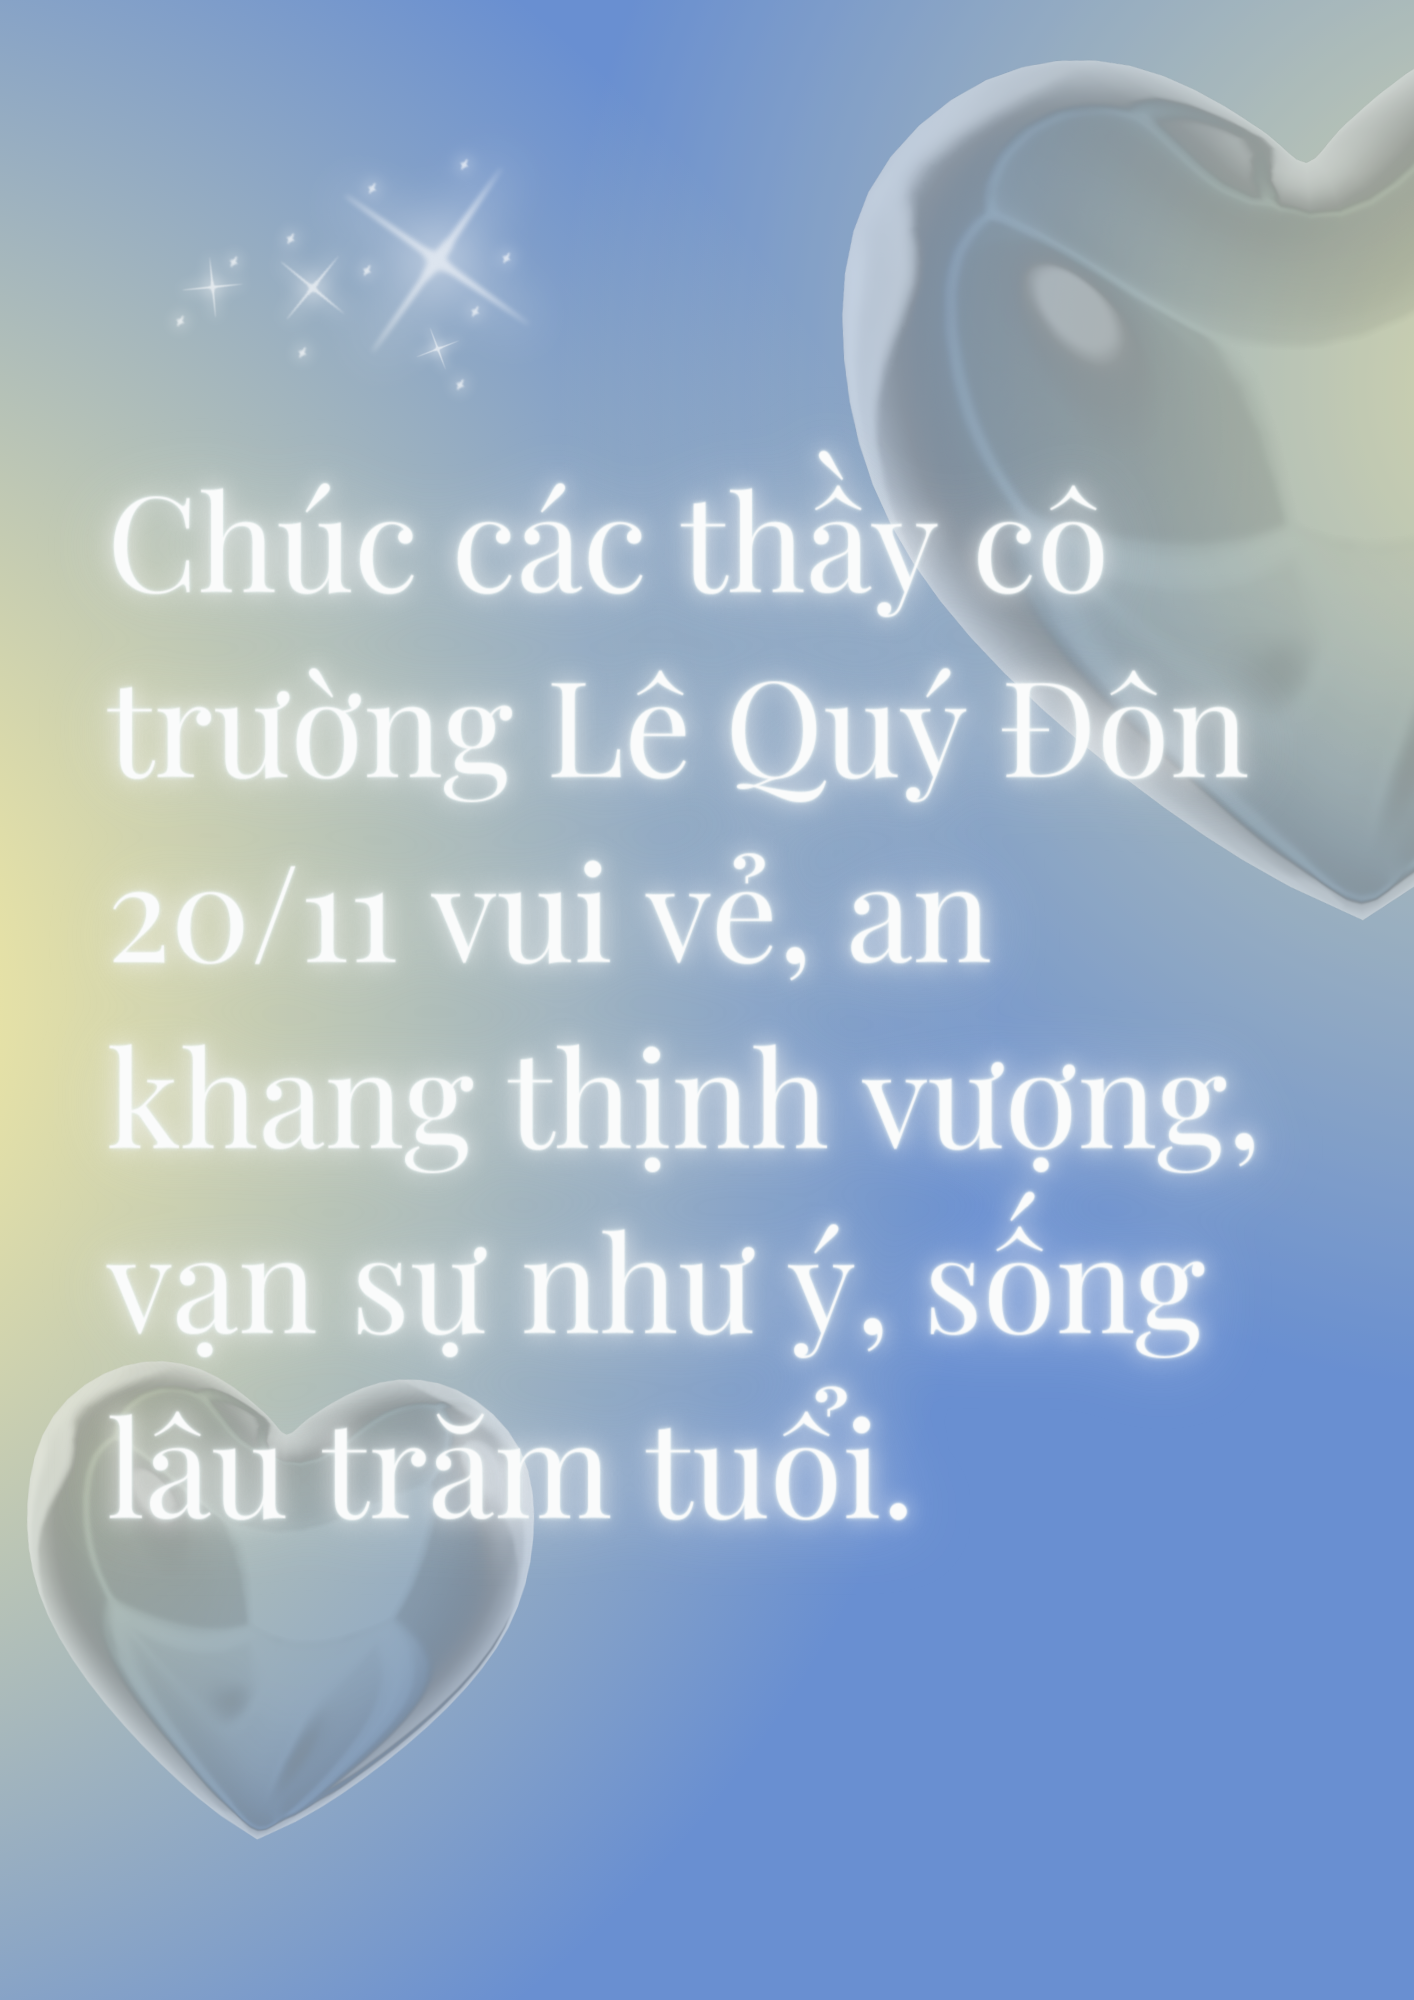 Chúc các thầy cô
trường Lê Quý Đôn
20/11 vui vẻ, an
khang thịnh vượng,
vạn sự như ý, sống
lâu trăm tuổi.